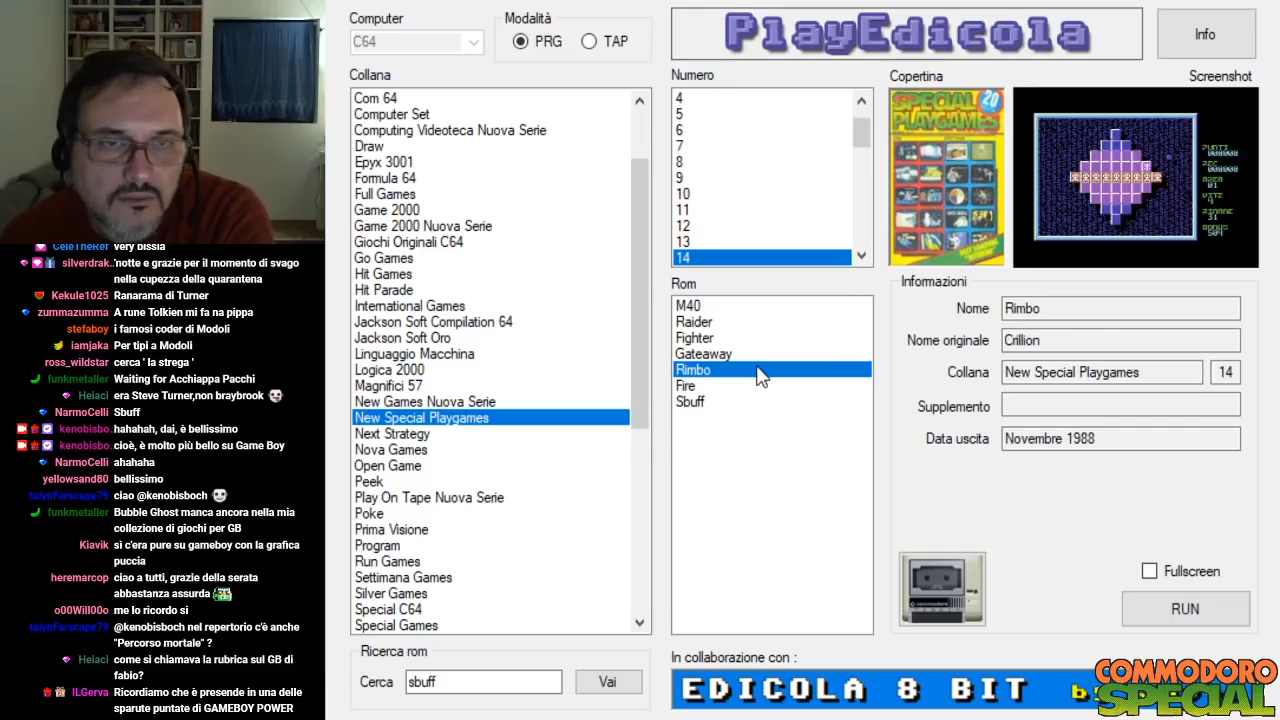 Computer
C64
Modalità
PRG
TAP
PlayEdicola
Info
Collana
Com 64
Computer Set
Computing Videoteca Nuova Serie
Draw
Epyx 3001
Formula 64
Full Games
Game 2000
Game 2000 Nuova Serie
Giochi Originali C64
Go Games
Hit Games
Hit Parade
International Games
Jackson Soft Compilation 64
Jackson Soft Oro
Linguaggio Macchina
Logica 2000
Magnifici 57
New Games Nuova Serie
New Special Playgames
Next Strategy
Nova Games
Open Game
Peek
Play On Tape Nuova Serie
Poke
Prima Visione
Program
Run Games
Settimana Games
Silver Games
Special C64
Special Games
Numero
4
5
6
7
8
9
10
11
12
13
14
Copertina
SPECIAL
PLAYGAMES
20
Screenshot
PUNTI
Rom
M40
Raider
Fighter
Gateaway
Rimbo
Fire
Sbuff
Informazioni
Nome
Rimbo
Nome originale
Crillion
Collana
New Special Playgames
14
Supplemento
Data uscita
Novembre 1988
Fullscreen
RUN
Ricerca rom
Cerca
sbuff
Vai
In collaborazione con :
EDICOLA 8 BIT
COMMODORO
SPECIAL
CeleTheRef very bissia
silverdrak.. 'notte e grazie per il momento di svago
nella cupezza della quarantena
Kekule1025 Ranarama di Turner
zummazumma A rune Tolkien mi fa na pippa
stefaboy i famosi coder di Modoli
iamjaka Per tipi a Modoli
ross_wildstar cerca ' la strega '
funkmetaller Waiting for Acchiappa Pacchi
Heiaci era Steve Turner,non braybrook
NarmoCelli Sbuff
kenobisbo. hahahah, dai, è bellissimo
kenobisbo. cioè, è molto più bello su Game Boy
NarmoCelli ahahaha
yellowsand80 bellissimo
talynFarscape79 ciao @kenobisboch
funkmetaller Bubble Ghost manca ancora nella mia
collezione di giochi per GB
Kiavik si c'era pure su gameboy con la grafica
puccia
heremarcop ciao a tutti, grazie della serata
abbastanza assurda
o00Will00o me lo ricordo si
talynFarscape79 @kenobisboch nel repertorio c'è anche
"Percorso mortale" ?
Heiaci come si chiamava la rubrica sul GB di
fabio?
ILGerva Ricordiamo che è presende in una delle
sparute puntate di GAMEBOY POWER